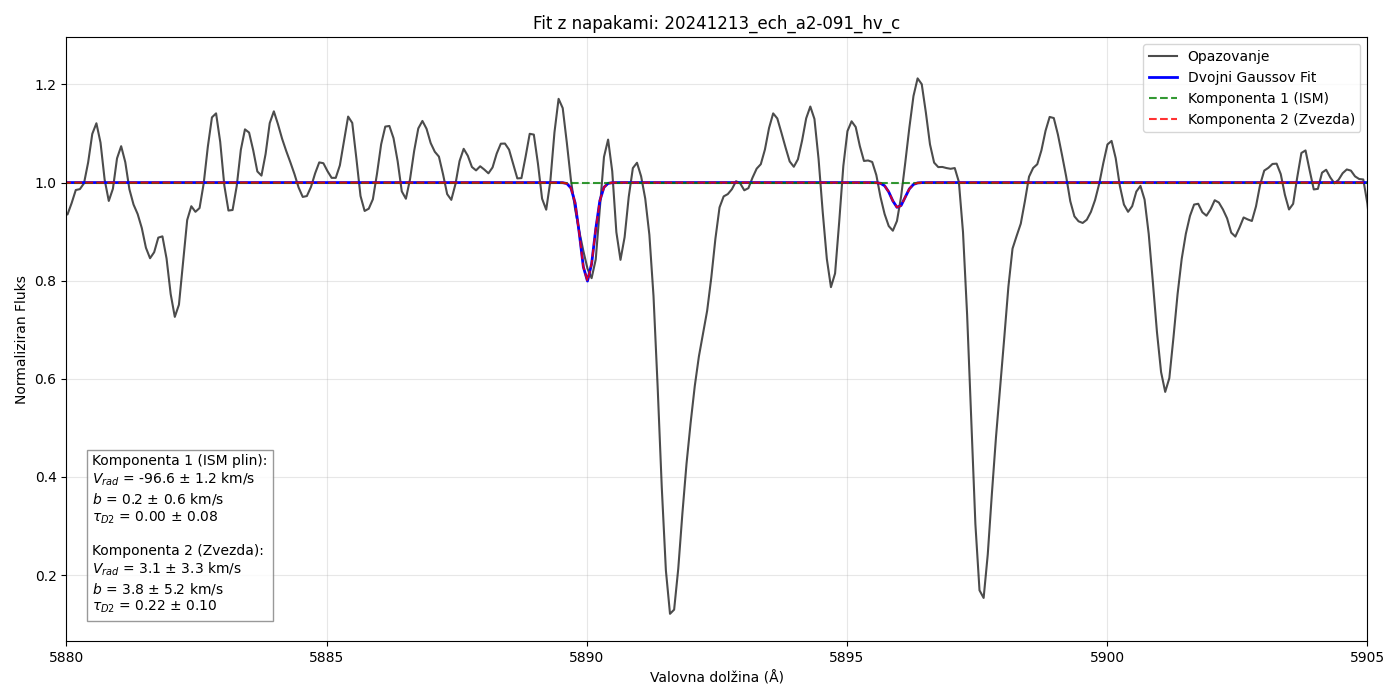 Fit z napakami: 20241213_ech_a2-091_hv_c
Normaliziran Fluks
1.2
1.0
0.8
0.6
0.4
0.2
Opazovanje
Dvojni Gaussov Fit
Komponenta 1 (ISM)
Komponenta 2 (Zvezda)
Komponenta 1 (ISM plin):
V_rad = -96.6 ± 1.2 km/s
b = 0.2 ± 0.6 km/s
τ_D2 = 0.00 ± 0.08
Komponenta 2 (Zvezda):
V_rad = 3.1 ± 3.3 km/s
b = 3.8 ± 5.2 km/s
τ_D2 = 0.22 ± 0.10
5880 5885 5890 5895 5900 5905
Valovna dolžina (Å)